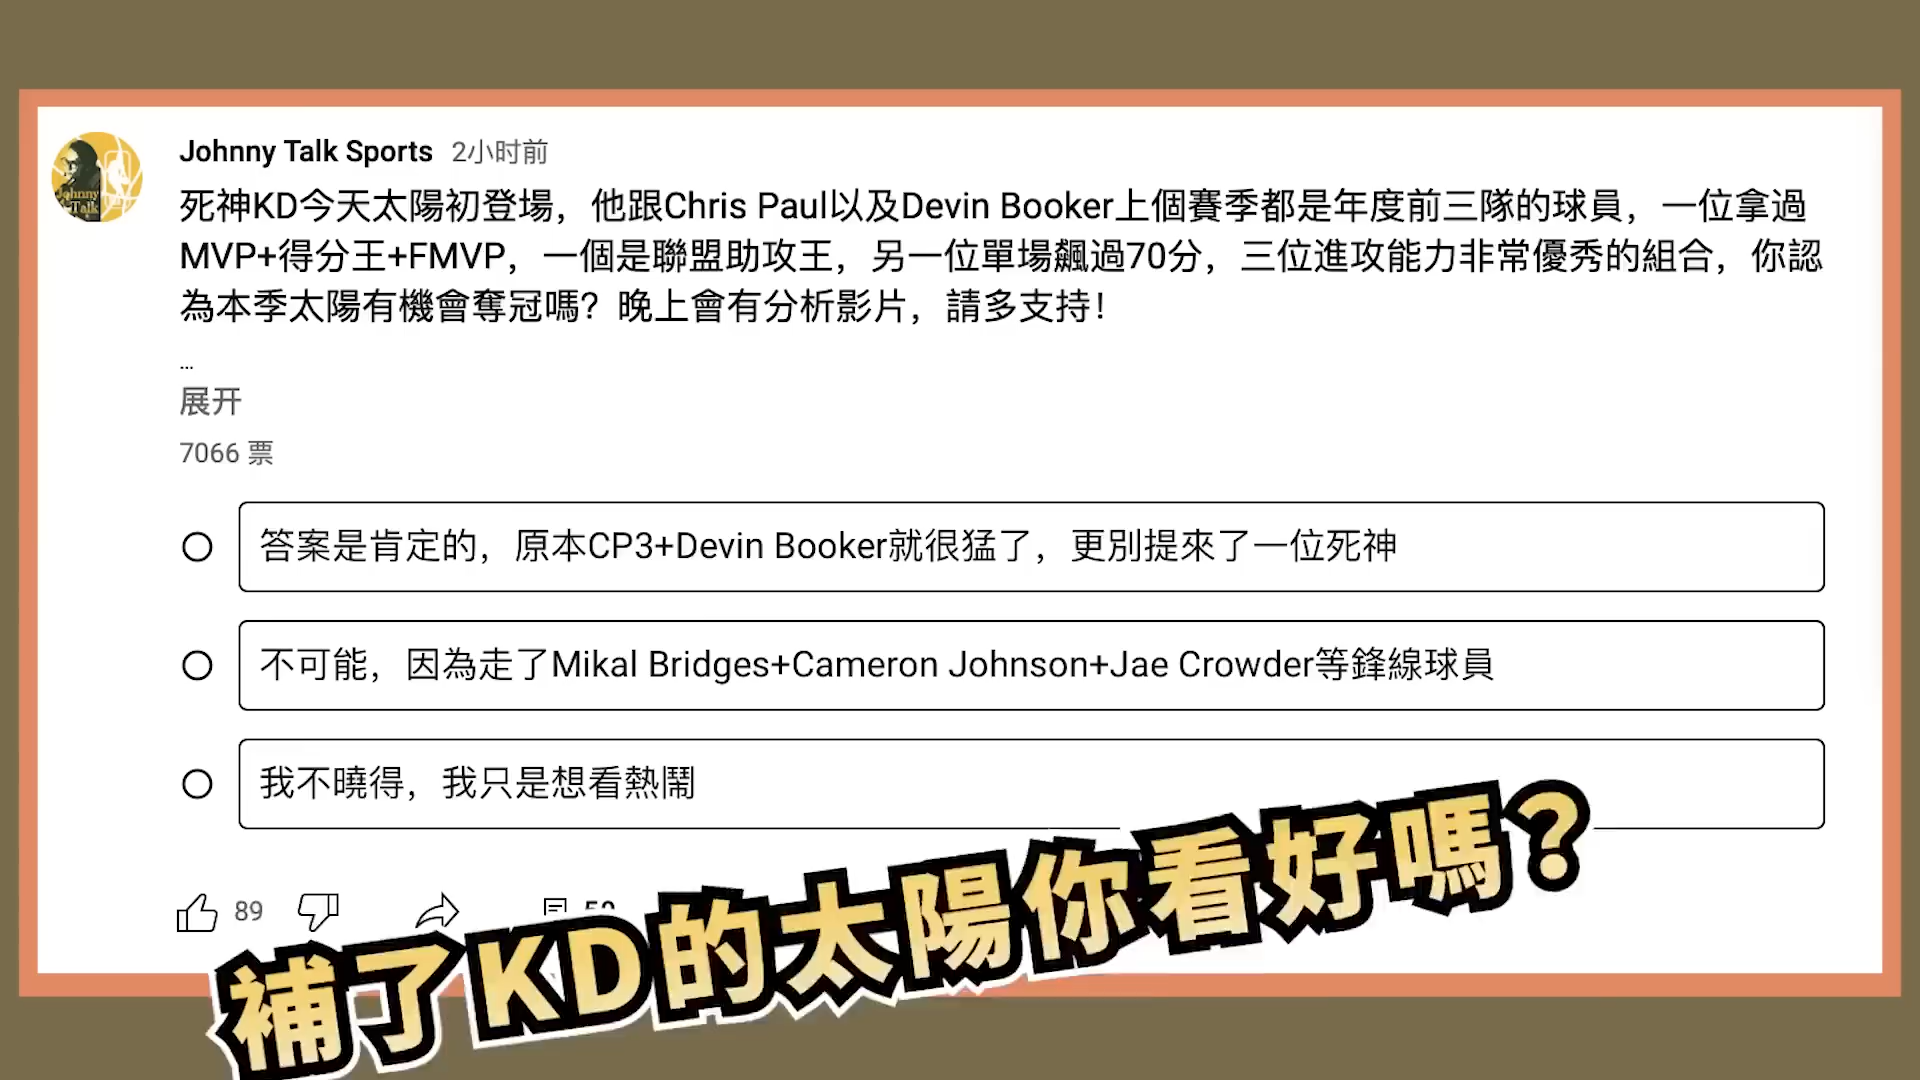 Johnny Talk Sports 2小时前
死神KD今天太陽初登場，他跟Chris Paul以及Devin Booker上個賽季都是年度前三隊的球員，一位拿過
MVP+得分王+FMVP，一個是聯盟助攻王，另一位單場飆過70分，三位進攻能力非常優秀的組合，你認
為本季太陽有機會奪冠嗎？晚上會有分析影片，請多支持！
...
展开
7066 票
答案是肯定的，原本CP3+Devin Booker就很猛了，更別提來了一位死神
不可能，因為走了Mikal Bridges+Cameron Johnson+Jae Crowder等鋒線球員
我不曉得，我只是想看熱鬧
89
補了KD的太陽你看好嗎？
Johnny
Talk